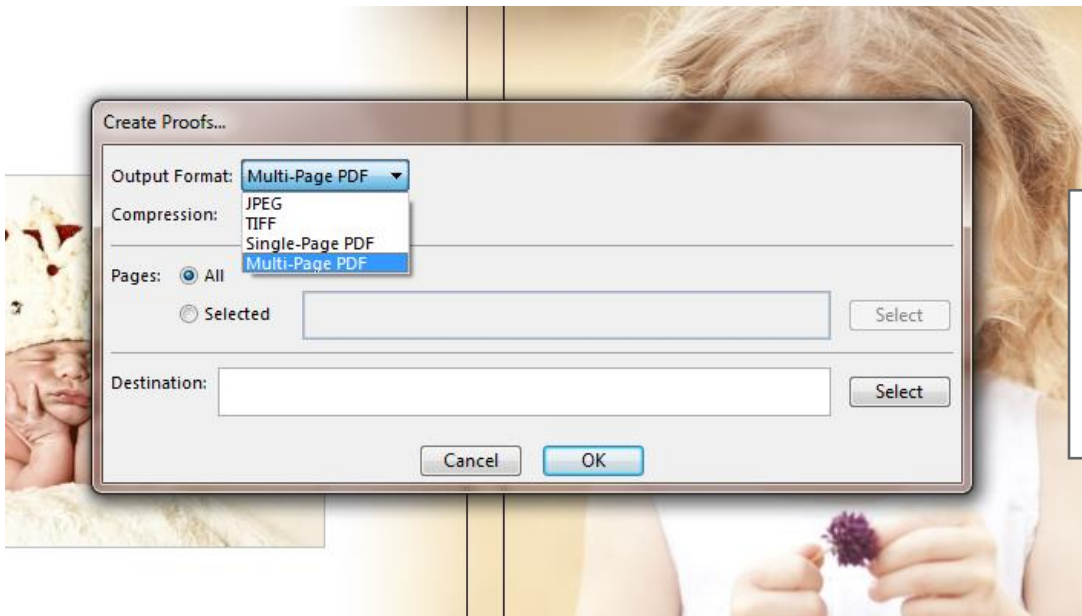 Create Proofs...
Output Format: Multi-Page PDF
JPEG
Compression:
TIFF
Single-Page PDF
Multi-Page PDF
Pages: All
Selected Select
Destination: Select
Cancel OK